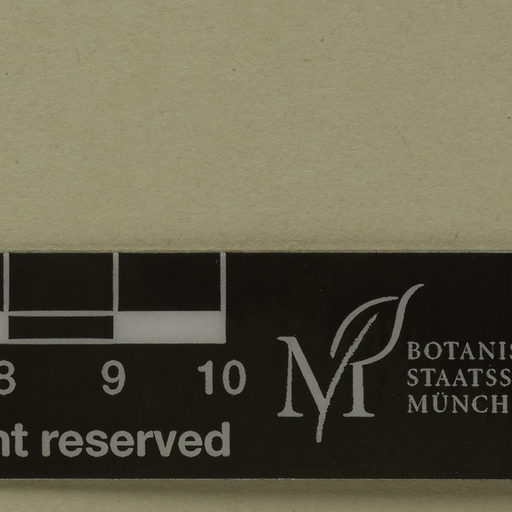 8 9 10
nt reserved
M
BOTANIS
STAATSS
MÜNCH